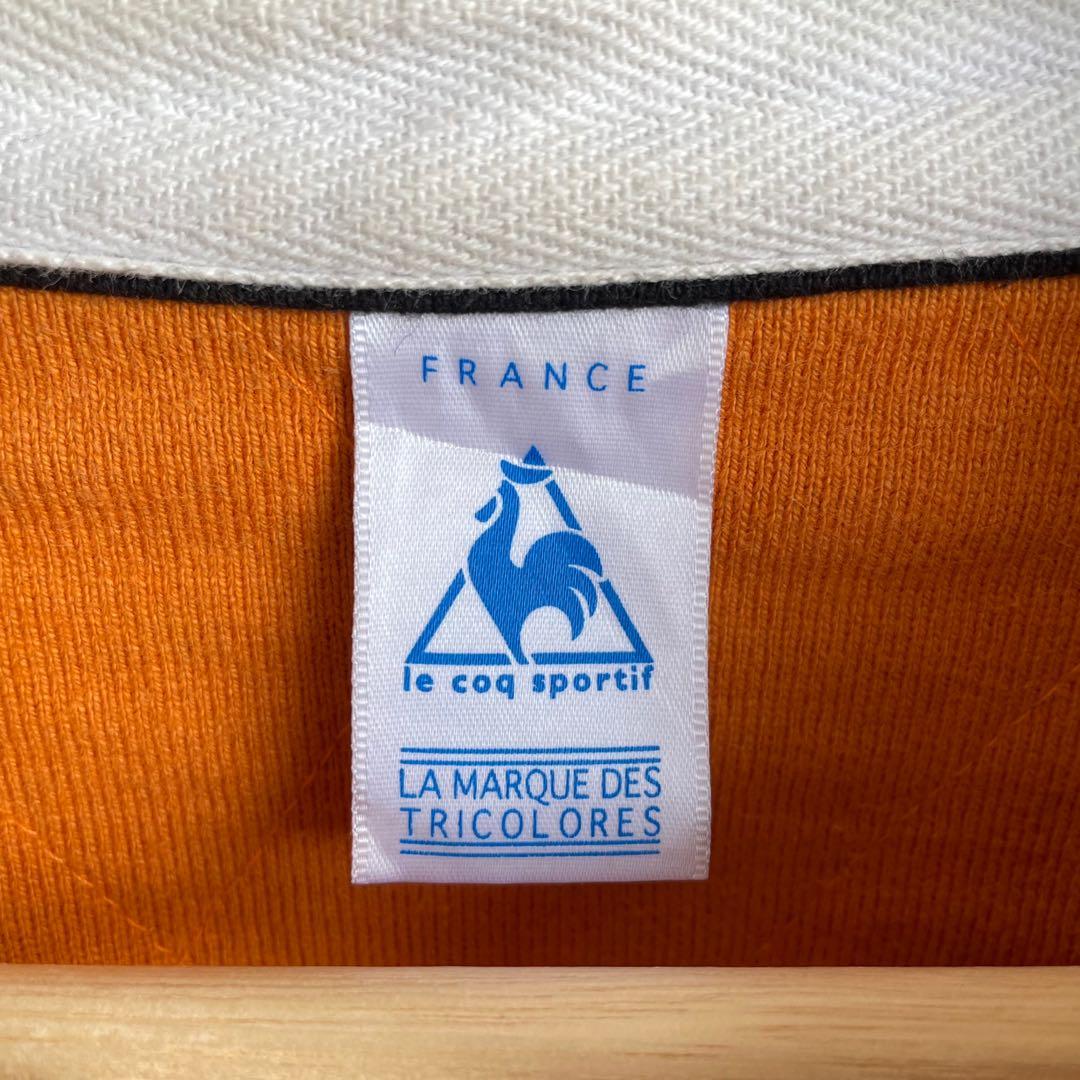 FRANCE
le coq sportif
LA MARQUE DES
TRICOLORES